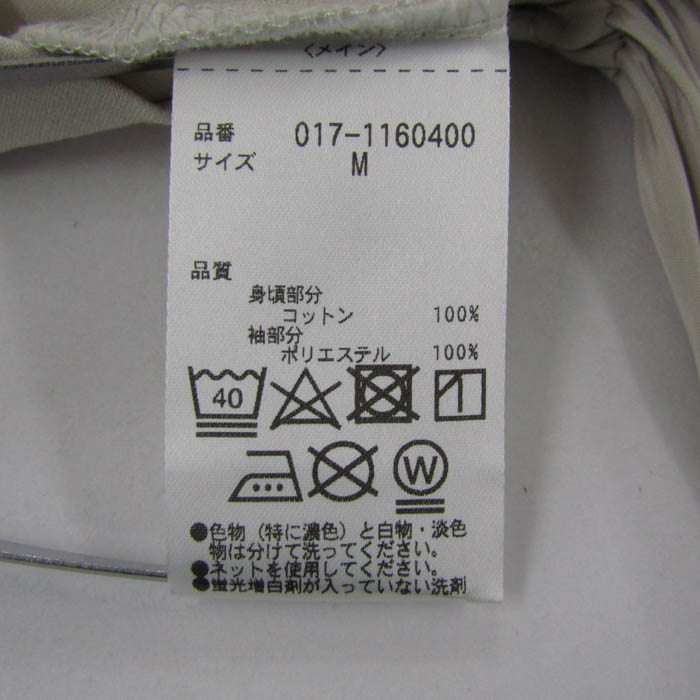 <メイン>
品番 017-1160400
サイズ M
品質
身頃部分
コットン 100%
袖部分
ポリエステル 100%
40
W
●色物(特に濃色)と白物・淡色
物は分けて洗ってください。
●ネットを使用してください。
●蛍光増白剤が入っていない洗剤